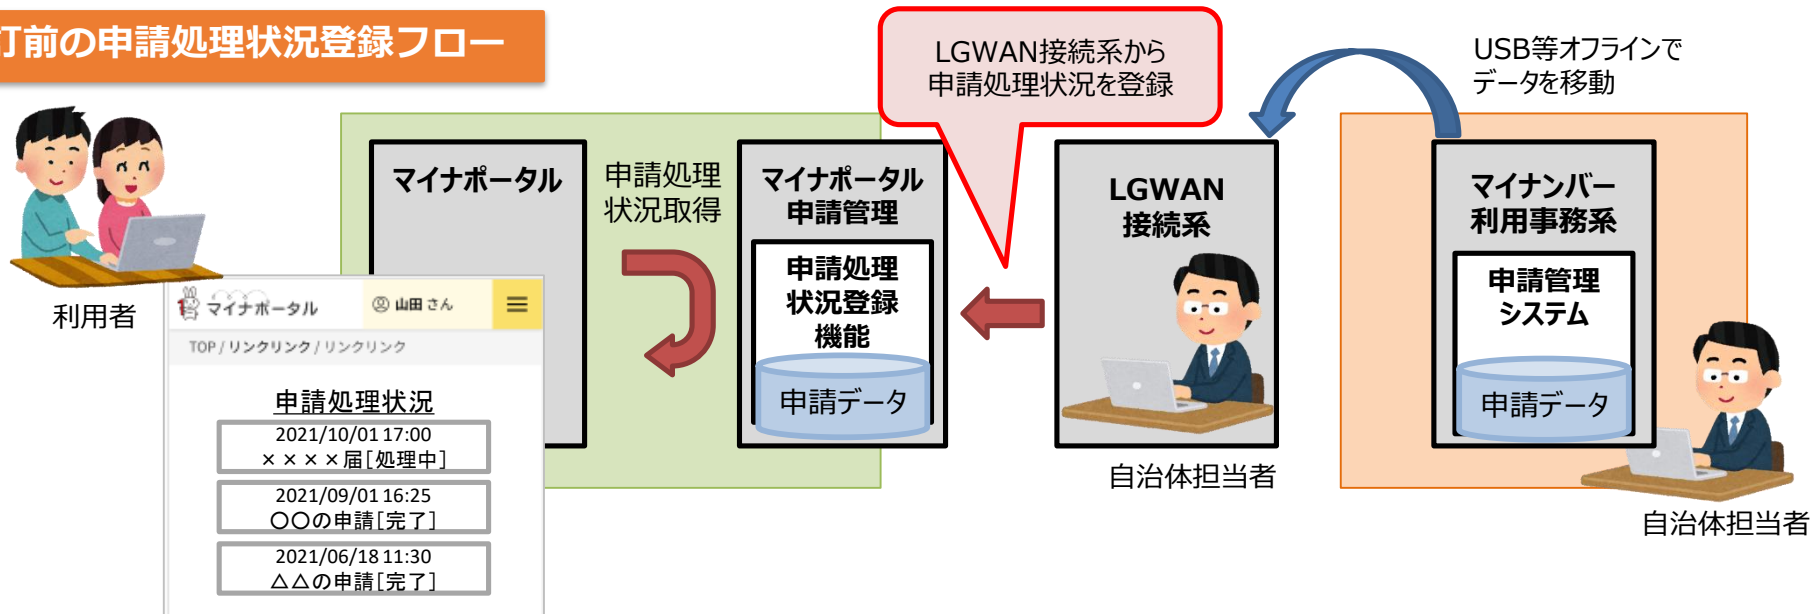 訂前の申請処理状況登録フロー
LGWAN接続系から
申請処理状況を登録
USB等オフラインで
データを移動
マイナポータル
申請処理
状況取得
マイナポータル
申請管理
申請処理
状況登録
機能
申請データ
LGWAN
接続系
マイナンバー
利用事務系
申請管理
システム
申請データ
利用者
マイナポータル
山田 さん
TOP / リンクリンク / リンクリンク
申請処理状況
2021/10/01 17:00
××××届[処理中]
2021/09/01 16:25
〇〇の申請[完了]
2021/06/18 11:30
△△の申請[完了]
自治体担当者
自治体担当者